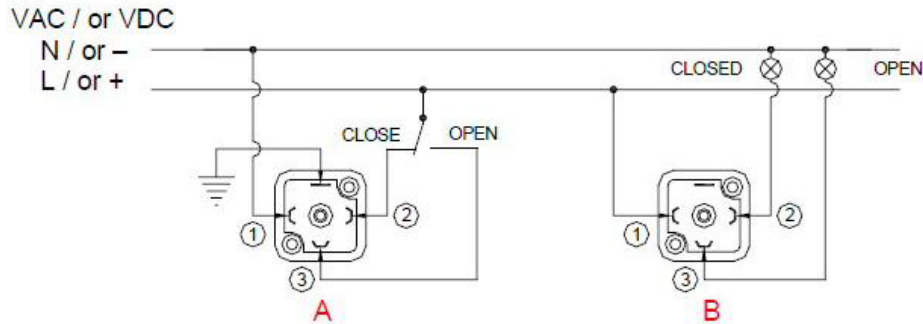 VAC / or VDC
N / or –
L / or +
CLOSED
OPEN
CLOSE
OPEN
1
2
3
A
1
2
3
B